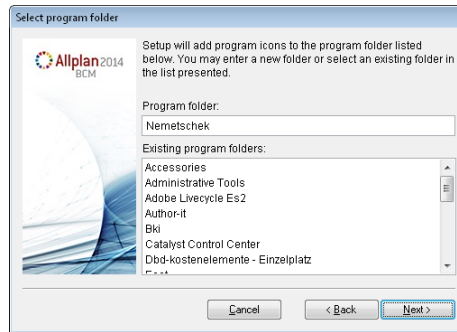 Select program folder
Allplan 2014
BCM
Setup will add program icons to the program folder listed
below. You may enter a new folder or select an existing folder in
the list presented.
Program folder:
Nemetschek
Existing program folders:
Accessories
Administrative Tools
Adobe Livecycle Es2
Author-it
Bki
Catalyst Control Center
Dbd-kostenelemente - Einzelplatz
Cancel
< Back
Next >